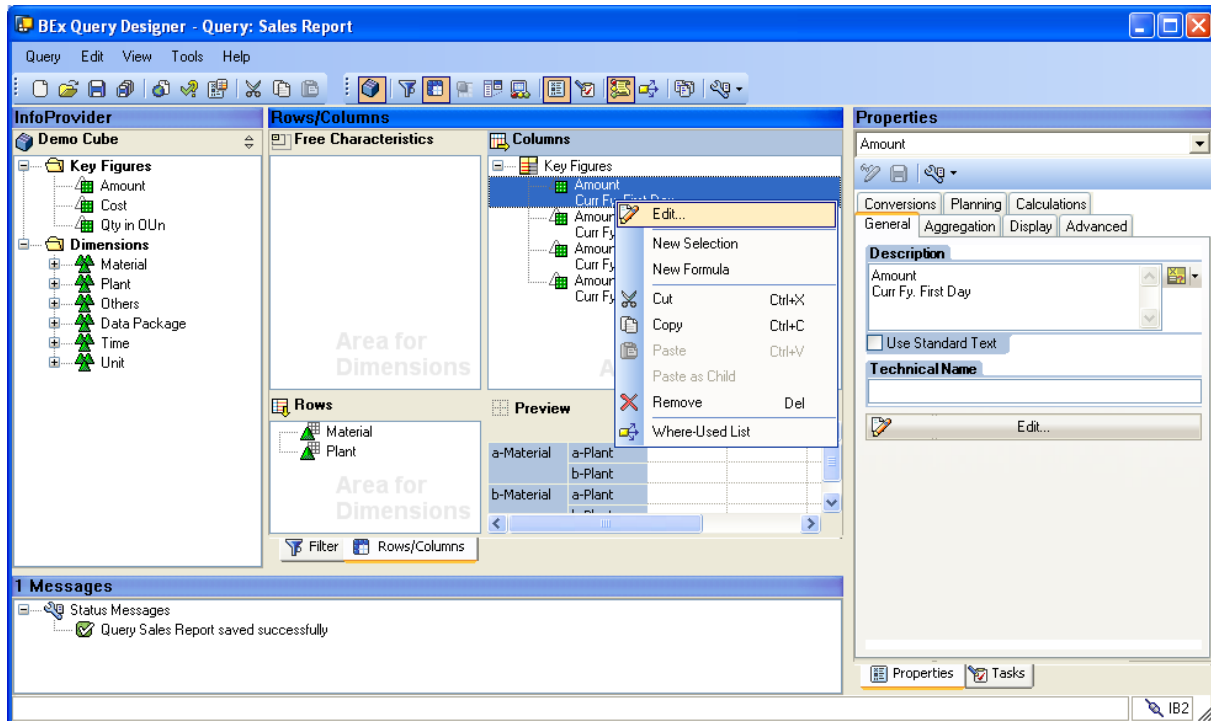 BEx Query Designer - Query: Sales Report
Query Edit View Tools Help
InfoProvider
Demo Cube
Key Figures
Amount
Cost
Qty in OUn
Dimensions
Material
Plant
Others
Data Package
Time
Unit
Rows/Columns
Free Characteristics
Area for
Dimensions
Columns
Key Figures
Amount
Curr Fy. First Day
Amoun
Curr Fy
Amoun
Curr Fy
Amoun
Curr Fy
A
Edit...
New Selection
New Formula
Cut Ctrl+X
Copy Ctrl+C
Paste Ctrl+V
Paste as Child
Remove Del
Where-Used List
Rows
Material
Plant
Area for
Dimensions
Preview
a-Material a-Plant
b-Plant
b-Material a-Plant
Filter Rows/Columns
Properties
Amount
Conversions Planning Calculations
General Aggregation Display Advanced
Description
Amount
Curr Fy. First Day
Use Standard Text
Technical Name
Edit...
Properties Tasks
1 Messages
Status Messages
Query Sales Report saved successfully
IB2